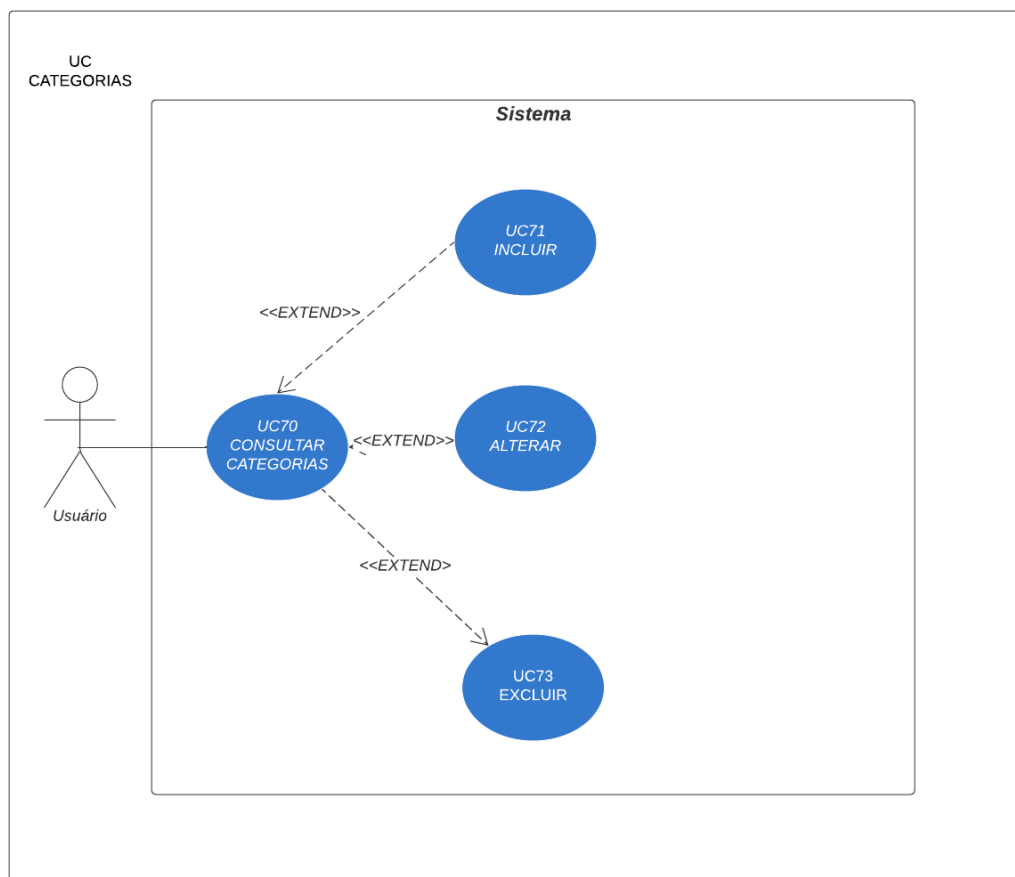 UC
CATEGORIAS
Sistema
UC71
INCLUIR
<<EXTEND>>
UC70
CONSULTAR
CATEGORIAS
<<EXTEND>>
UC72
ALTERAR
Usuário
<<EXTEND>
UC73
EXCLUIR